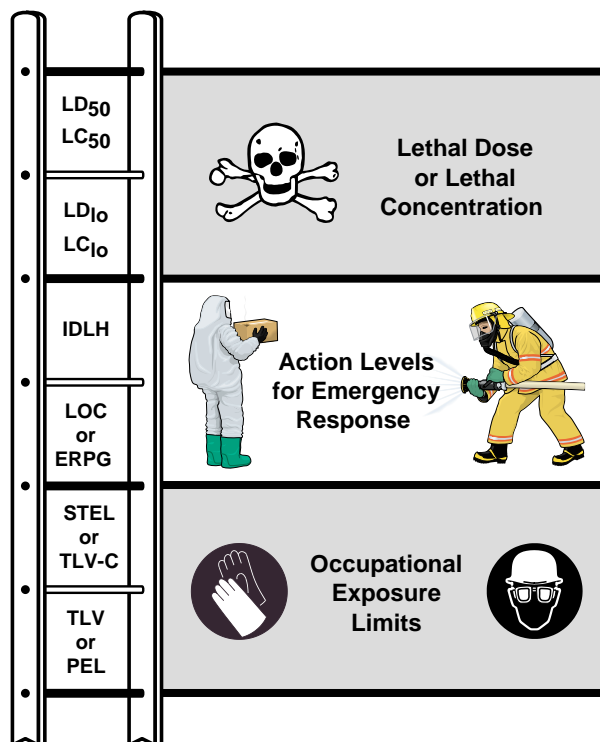 LD50
LC50
Lethal Dose
or Lethal
Concentration
LDlo
LClo
IDLH
Action Levels
for Emergency
Response
LOC
or
ERPG
STEL
or
TLV-C
Occupational
Exposure
Limits
TLV
or
PEL